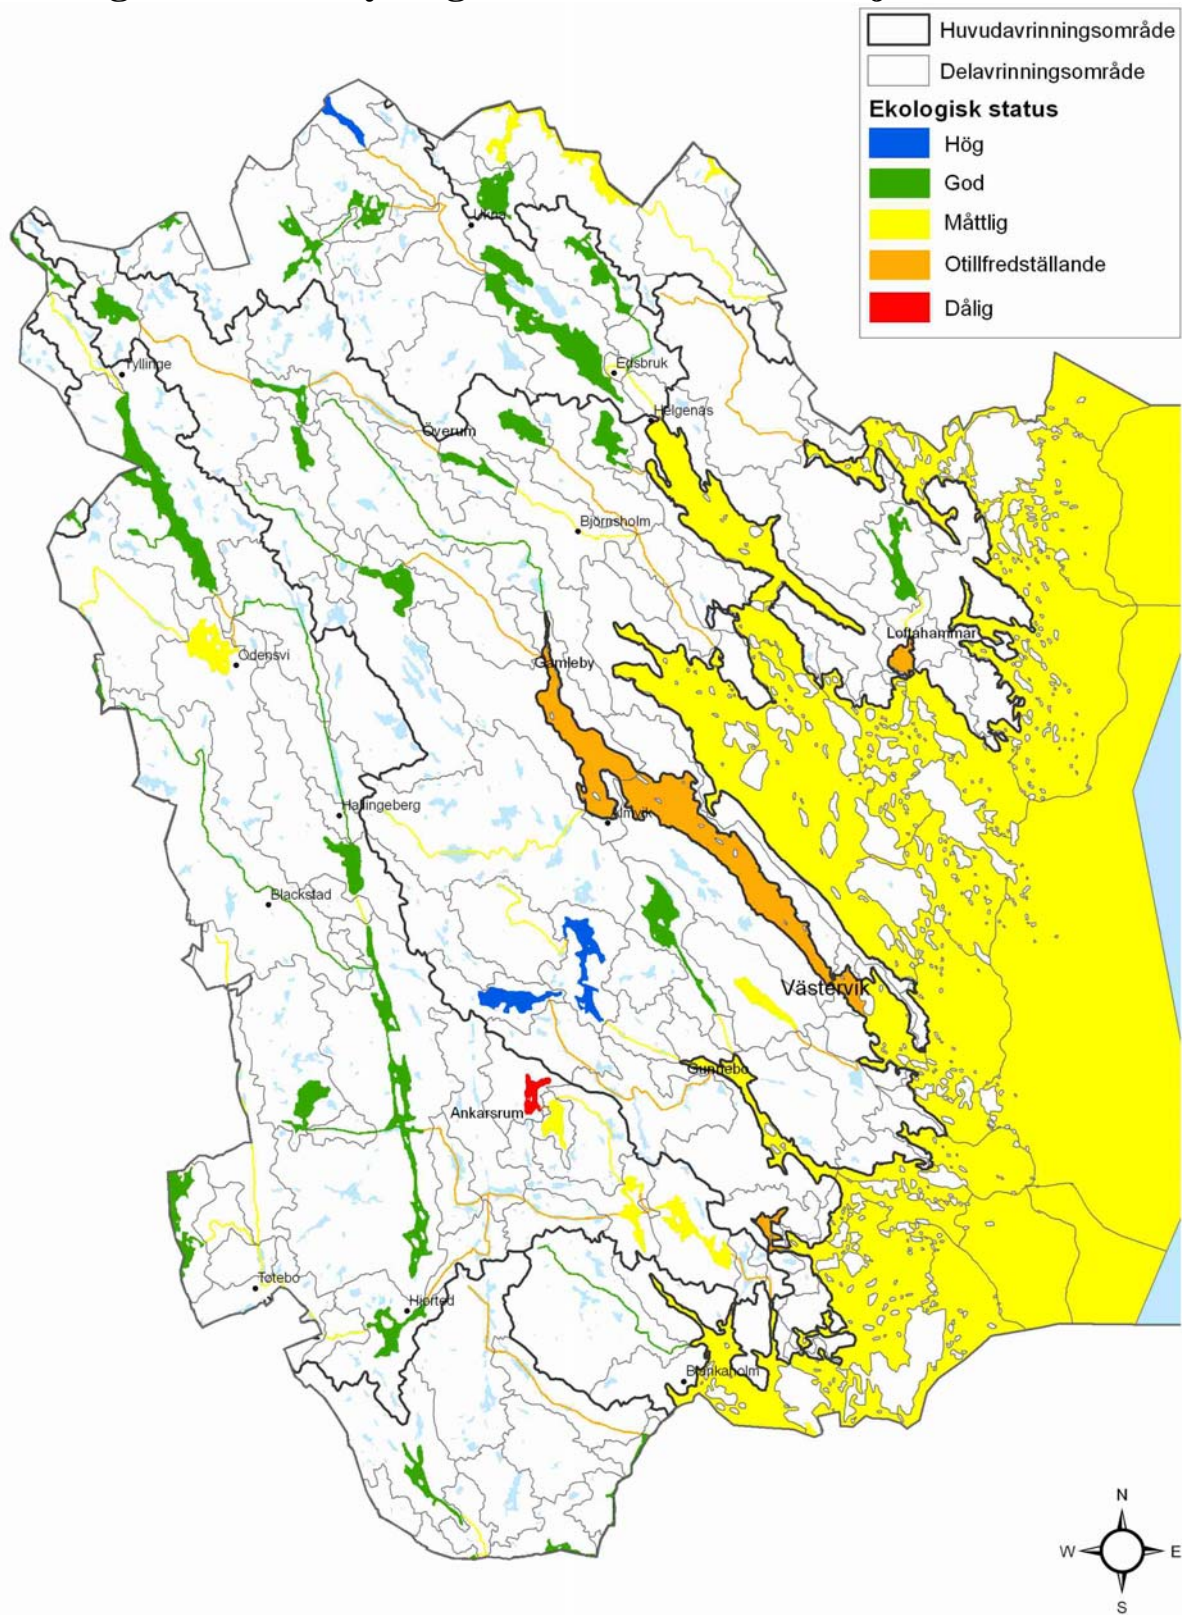 Huvudavrinningsområde
Delavrinningsområde
Ekologisk status
Hög
God
Måttlig
Otillfredställande
Dålig
Ukna
Tyllinge
Edsbruk
Helgenäs
Överum
Björnsholm
Loftahammar
Odensvi
Gamleby
Hallingeberg
Almvik
Blackstad
Västervik
Gunnebo
Ankarsrum
Totebo
Hjorted
Blankaholm
N
W E
S